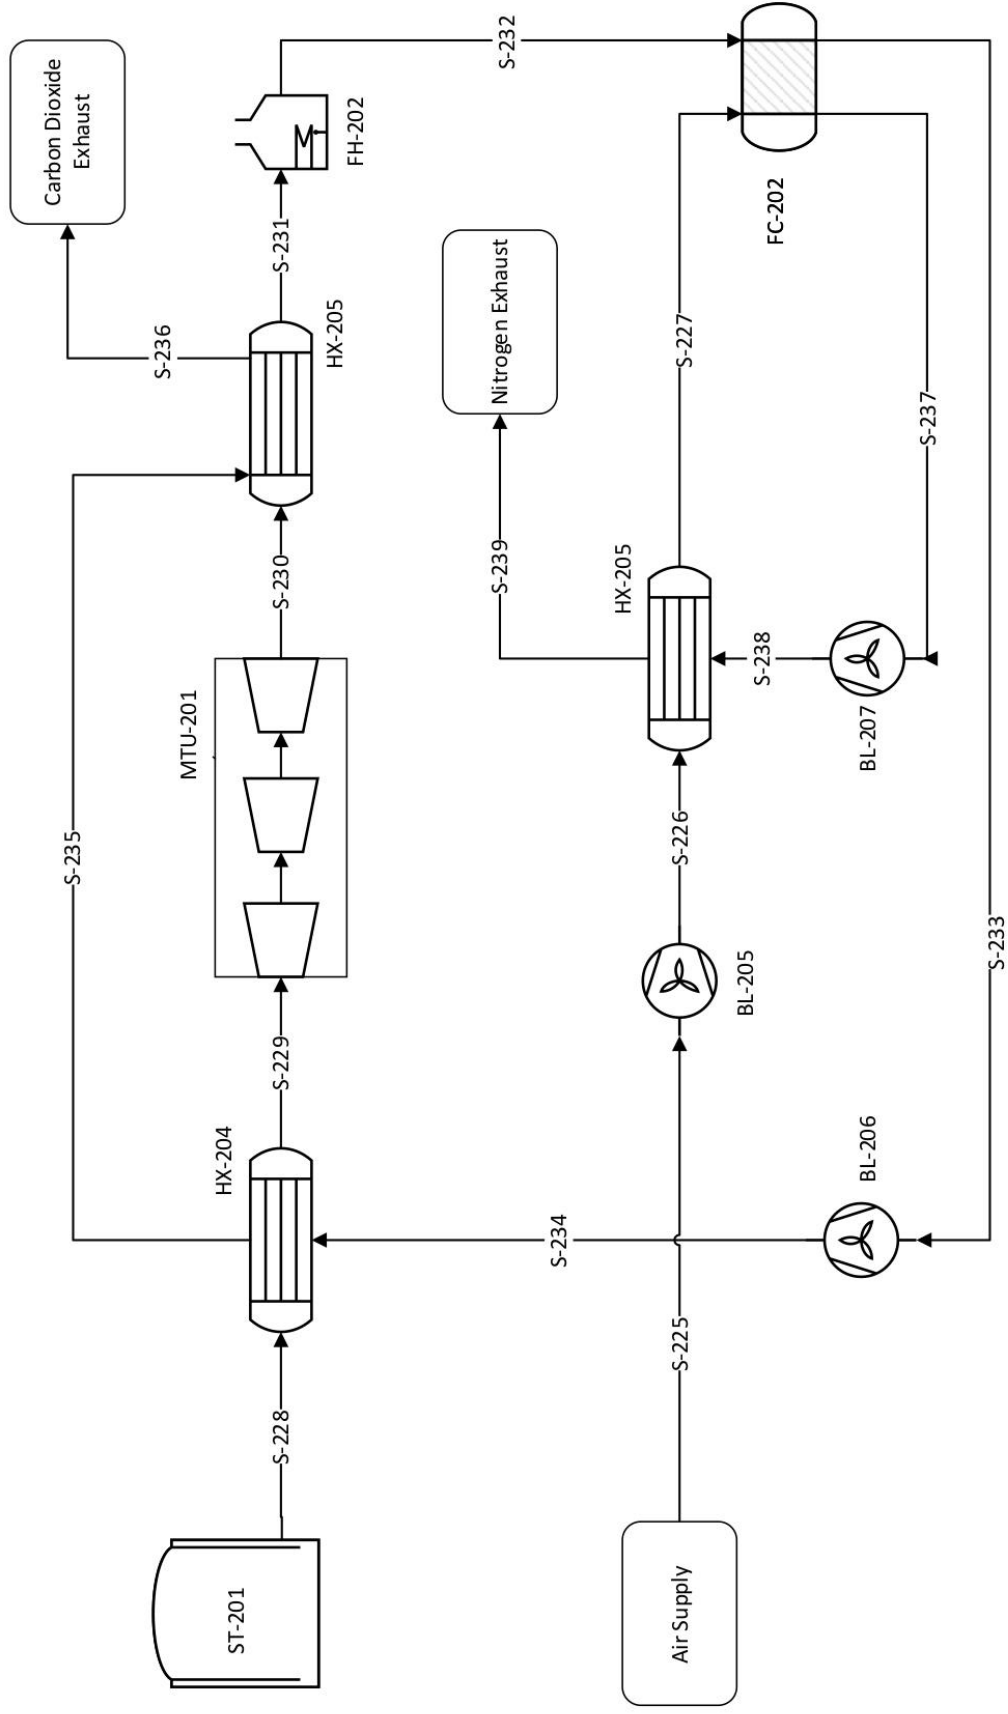 Carbon Dioxide
Exhaust
S-232
FH-202
S-231
FC-202
S-236
HX-205
Nitrogen Exhaust
S-227
S-237
S-230
S-239
HX-205
S-238
MTU-201
BL-207
S-235
S-226
S-233
BL-205
S-229
HX-204
BL-206
S-234
S-225
S-228
ST-201
Air Supply